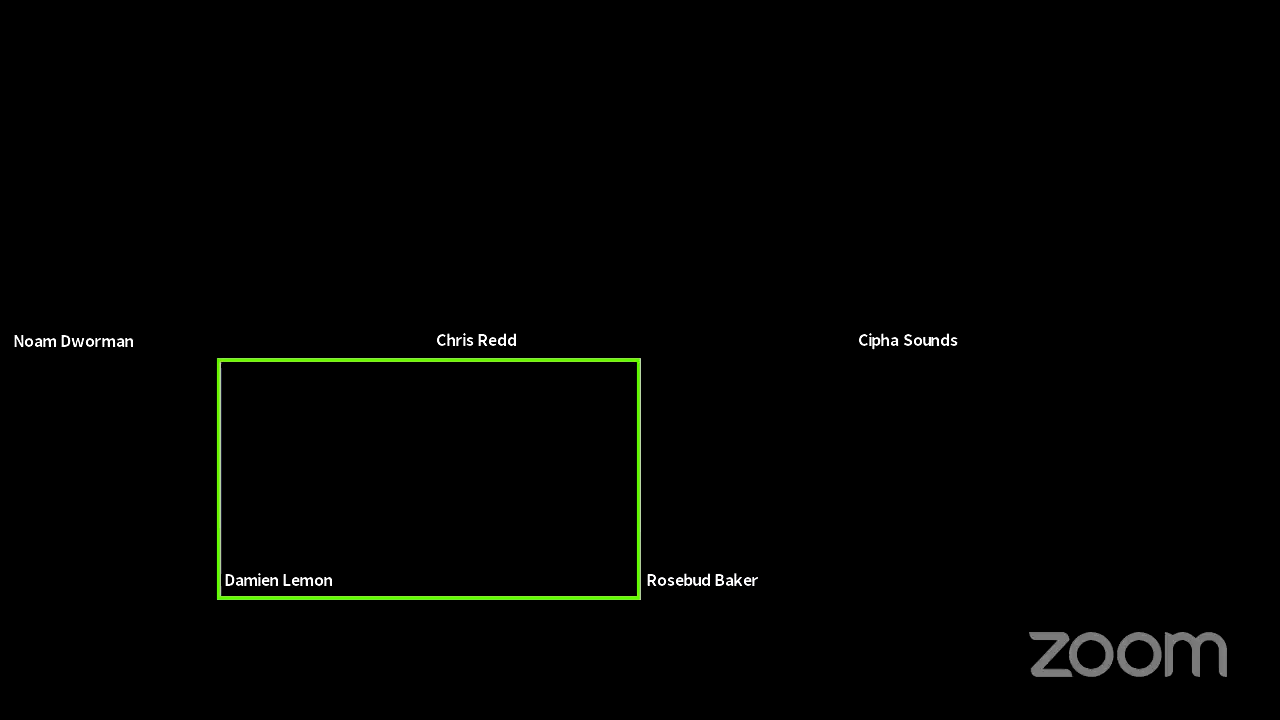 Noam Dworman
Chris Redd
Cipha Sounds
Damien Lemon
Rosebud Baker
zoom